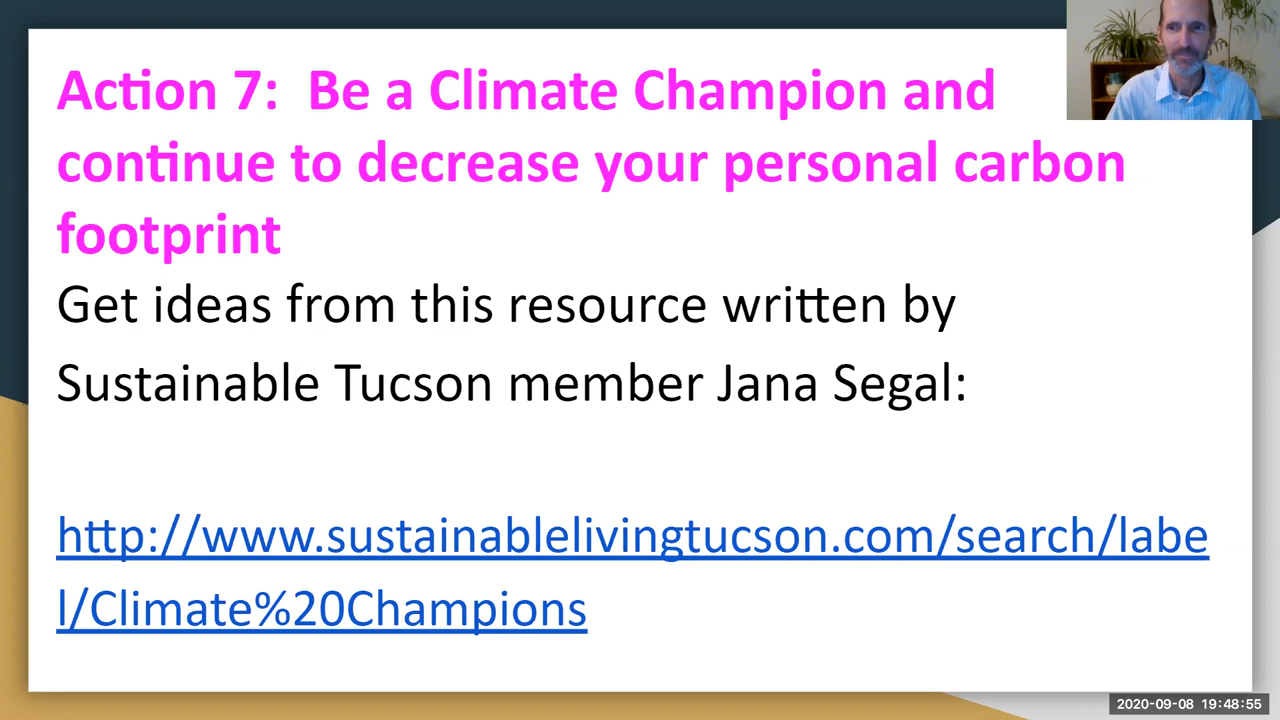 Action 7:  Be a Climate Champion and
continue to decrease your personal carbon
footprint
Get ideas from this resource written by
Sustainable Tucson member Jana Segal:
http://www.sustainablelivingtucson.com/search/labe
l/Climate%20Champions
2020-09-08 19:48:55